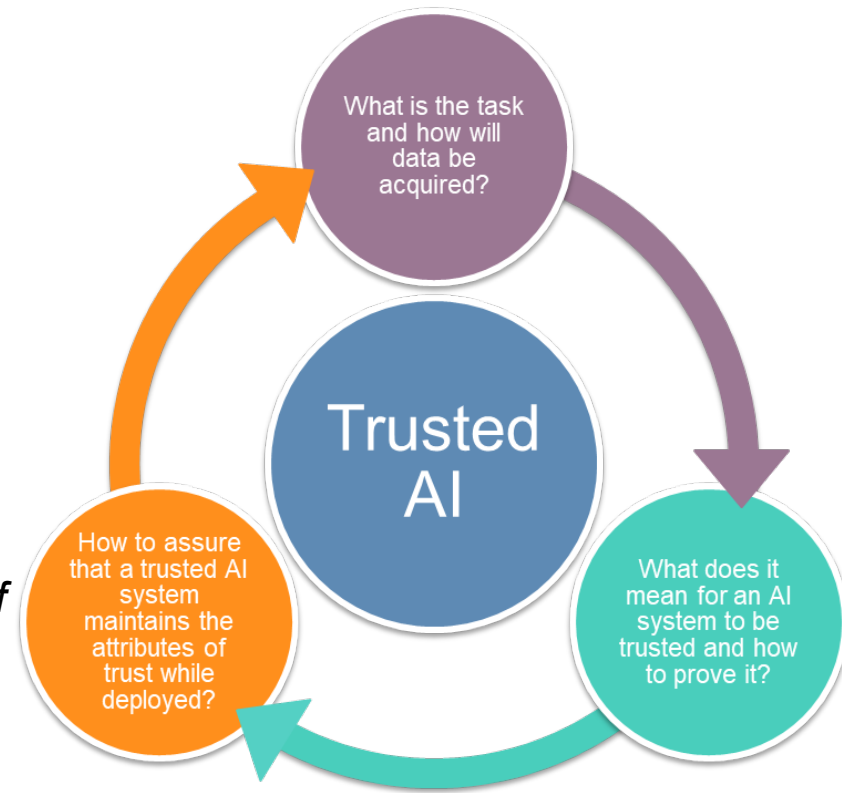 What is the task
and how will
data be
acquired?
Trusted
AI
What does it
mean for an AI
system to be
trusted and how
to prove it?
How to assure
that a trusted AI
system
maintains the
attributes of
trust while
deployed?
f